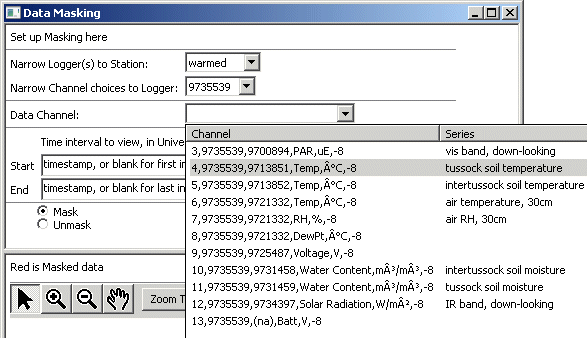 Data Masking
Set up Masking here
Narrow Logger(s) to Station: warmed
Narrow Channel choices to Logger: 9735539
Data Channel:
Channel Series
3,9735539,9700894,PAR,uE,-8 vis band, down-looking
4,9735539,9713851,Temp,Â°C,-8 tussock soil temperature
5,9735539,9713852,Temp,Â°C,-8 intertussock soil temperature
6,9735539,9721332,Temp,Â°C,-8 air temperature, 30cm
7,9735539,9721332,RH,%,-8 air RH, 30cm
8,9735539,9721332,DewPt,Â°C,-8
9,9735539,9725487,Voltage,V,-8
10,9735539,9731458,Water Content,mÂ³/mÂ³,-8 intertussock soil moisture
11,9735539,9731459,Water Content,mÂ³/mÂ³,-8 tussock soil moisture
12,9735539,9734397,Solar Radiation,W/mÂ²,-8 IR band, down-looking
13,9735539,(na),Batt,V,-8
Time interval to view, in Unive
Start timestamp, or blank for first in
End timestamp, or blank for last in
Mask
Unmask
Red is Masked data
Zoom T